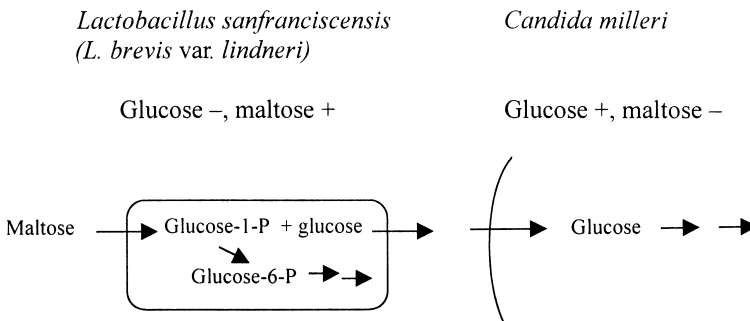 Lactobacillus sanfranciscensis
(L. brevis var. lindneri)
Candida milleri
Glucose –, maltose +
Glucose +, maltose –
Maltose
Glucose-1-P + glucose
Glucose-6-P
Glucose